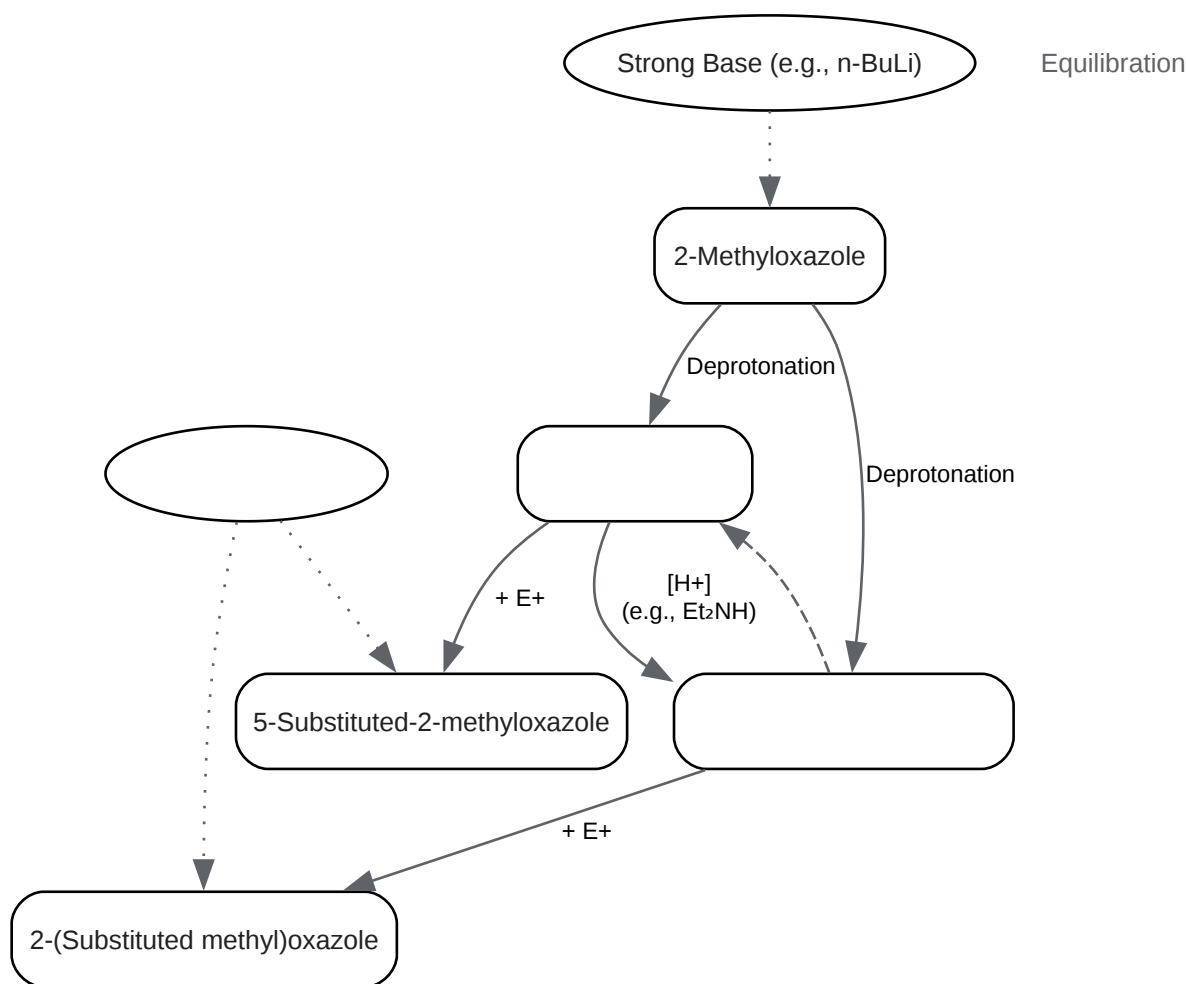 Strong Base (e.g., n-BuLi)
Equilibration
2-Methyloxazole
Deprotonation
Deprotonation
+ E+
[H+]
(e.g., Et₂NH)
5-Substituted-2-methyloxazole
+ E+
2-(Substituted methyl)oxazole